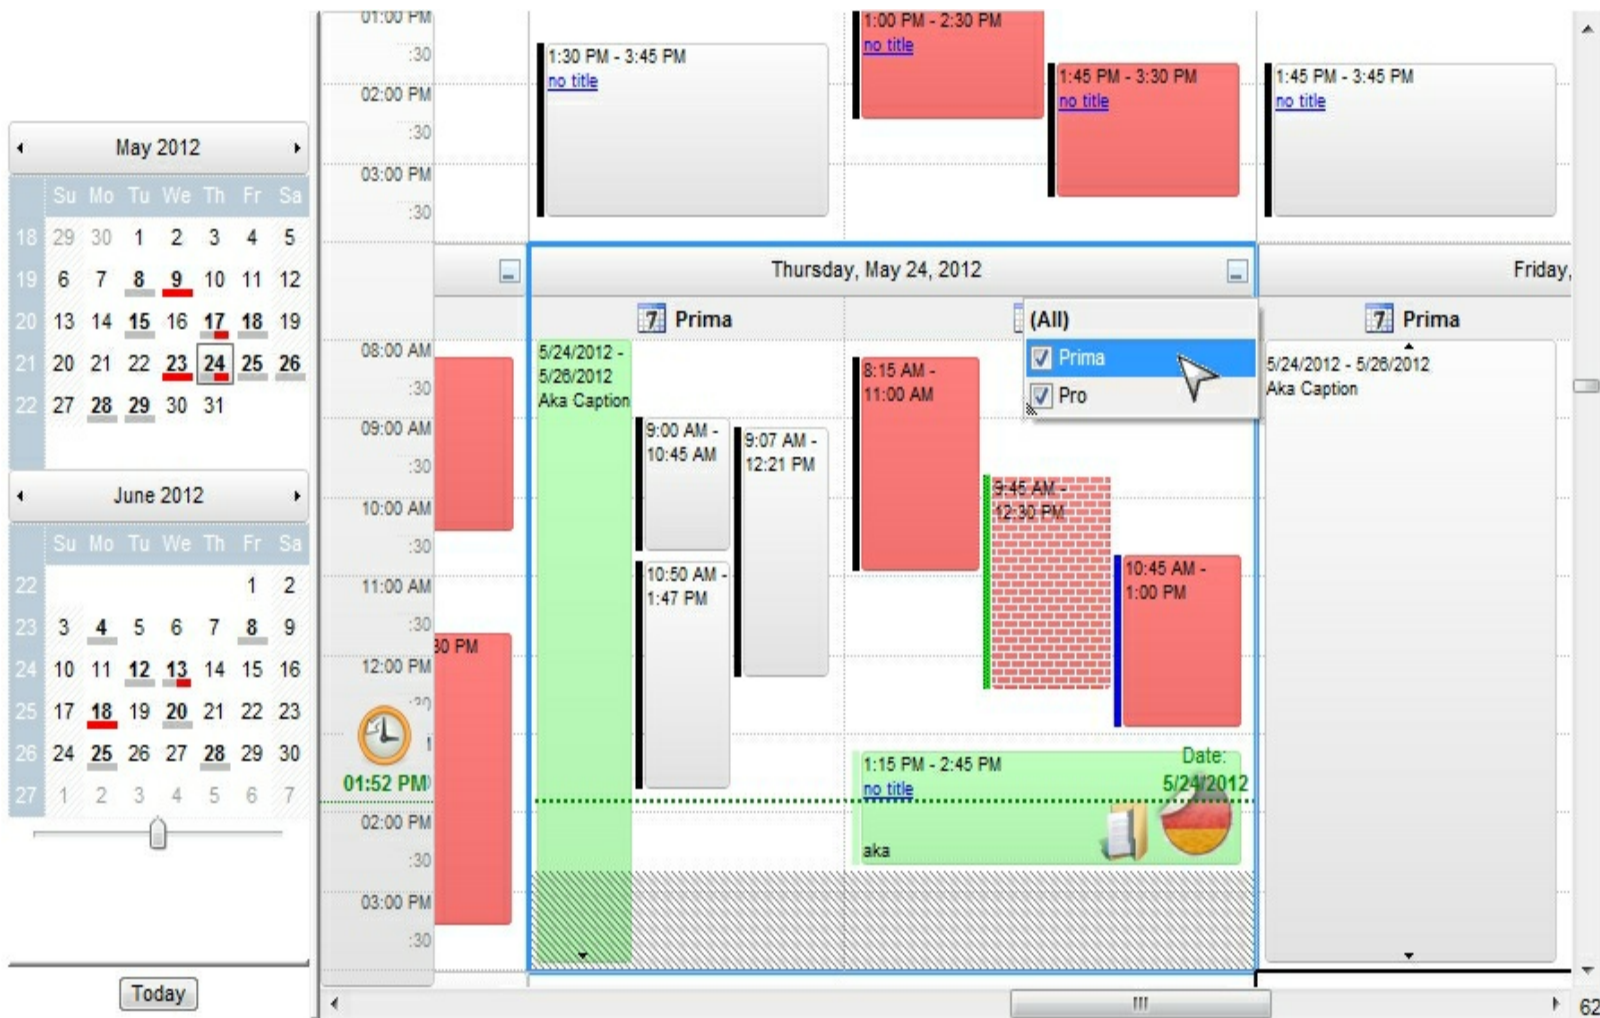 May 2012
Su Mo Tu We Th Fr Sa
18 29 30 1 2 3 4 5
19 6 7 8 9 10 11 12
20 13 14 15 16 17 18 19
21 20 21 22 23 24 25 26
22 27 28 29 30 31
June 2012
Su Mo Tu We Th Fr Sa
22 1 2
23 3 4 5 6 7 8 9
24 10 11 12 13 14 15 16
25 17 18 19 20 21 22 23
26 24 25 26 27 28 29 30
27 1 2 3 4 5 6 7
Today
01:00 PM
:30
02:00 PM
:30
03:00 PM
:30
1:30 PM - 3:45 PM
no title
1:00 PM - 2:30 PM
no title
1:45 PM - 3:30 PM
no title
1:45 PM - 3:45 PM
no title
Thursday, May 24, 2012
Friday,
7 Prima
(All)
Prima
Pro
7 Prima
08:00 AM
:30
09:00 AM
:30
10:00 AM
:30
11:00 AM
:30
12:00 PM
:30
1
01:52 PM
02:00 PM
:30
03:00 PM
:30
30 PM
5/24/2012 -
5/26/2012
Aka Caption
9:00 AM -
10:45 AM
9:07 AM -
12:21 PM
10:50 AM -
1:47 PM
8:15 AM -
11:00 AM
9:45 AM -
12:30 PM
10:45 AM -
1:00 PM
1:15 PM - 2:45 PM
no title
aka
Date:
5/24/2012
5/24/2012 - 5/26/2012
Aka Caption
62